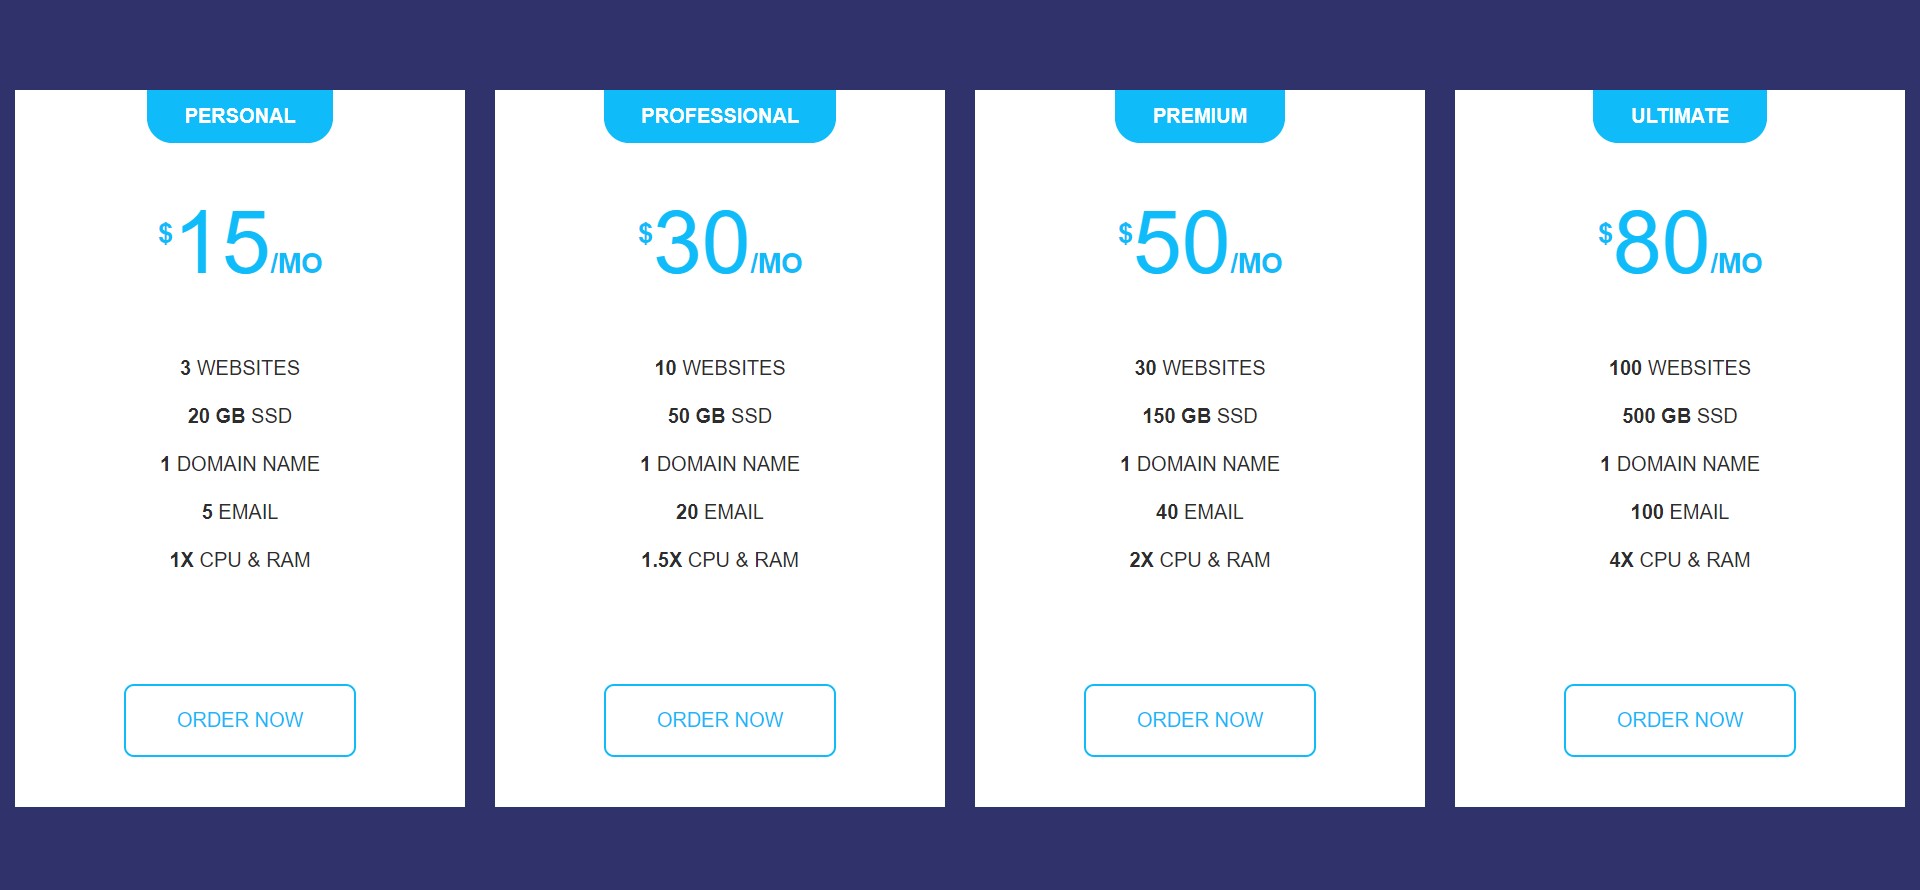 PERSONAL
$15/MO
3 WEBSITES
20 GB SSD
1 DOMAIN NAME
5 EMAIL
1X CPU & RAM
ORDER NOW
PROFESSIONAL
$30/MO
10 WEBSITES
50 GB SSD
1 DOMAIN NAME
20 EMAIL
1.5X CPU & RAM
ORDER NOW
PREMIUM
$50/MO
30 WEBSITES
150 GB SSD
1 DOMAIN NAME
40 EMAIL
2X CPU & RAM
ORDER NOW
ULTIMATE
$80/MO
100 WEBSITES
500 GB SSD
1 DOMAIN NAME
100 EMAIL
4X CPU & RAM
ORDER NOW